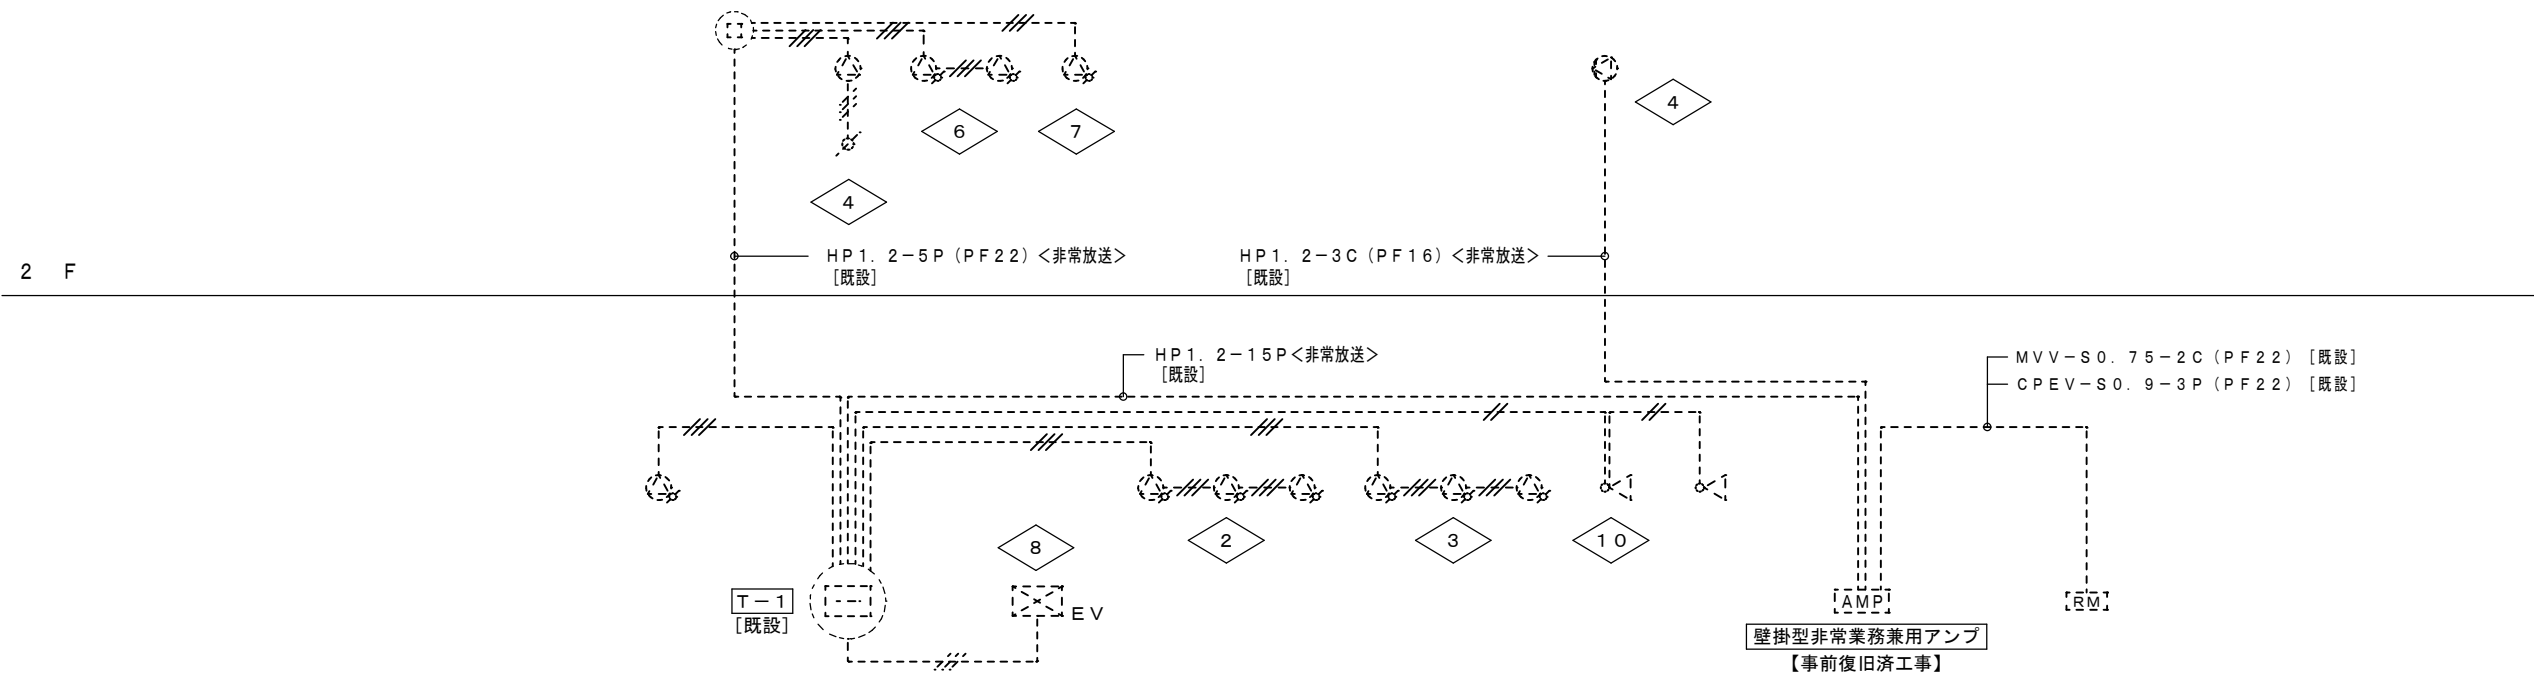 6
7
4
4
HP1.2-5P(PF22)<非常放送>
[既設]
HP1.2-3C(PF16)<非常放送>
[既設]
2 F
HP1.2-15P<非常放送>
[既設]
MVV-S0.75-2C(PF22) [既設]
CPEV-S0.9-3P(PF22) [既設]
8
2
3
10
T-1
[既設]
EV
AMP
RM
壁掛型非常業務兼用アンプ
【事前復旧済工事】